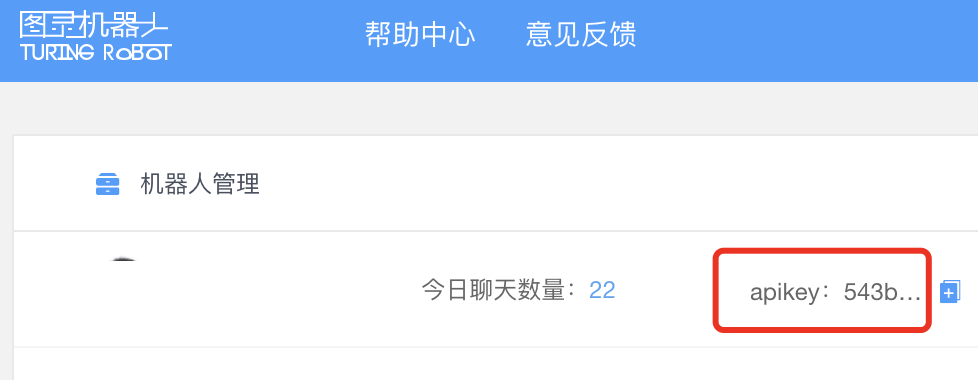 图灵机器人
TURING ROBOT
帮助中心 意见反馈
机器人管理
今日聊天数量：22
apikey：543b...